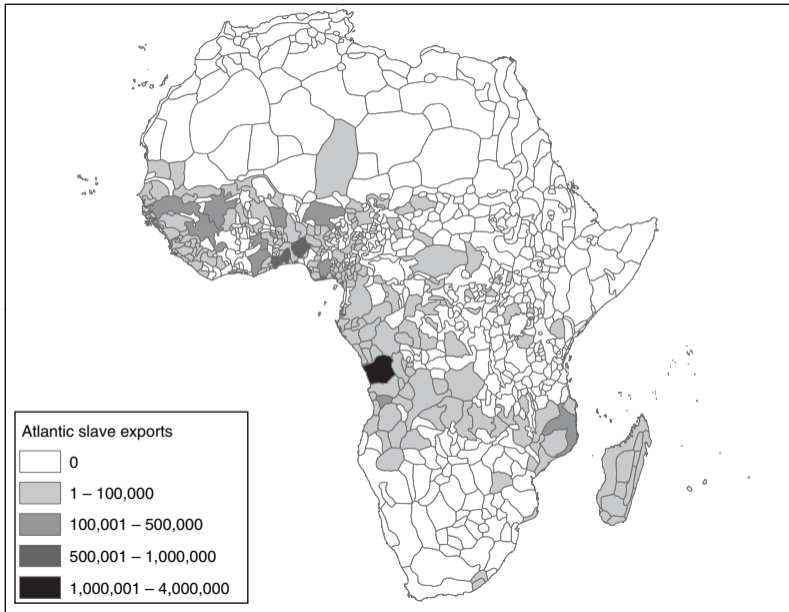 Atlantic slave exports
0
1 – 100,000
100,001 – 500,000
500,001 – 1,000,000
1,000,001 – 4,000,000